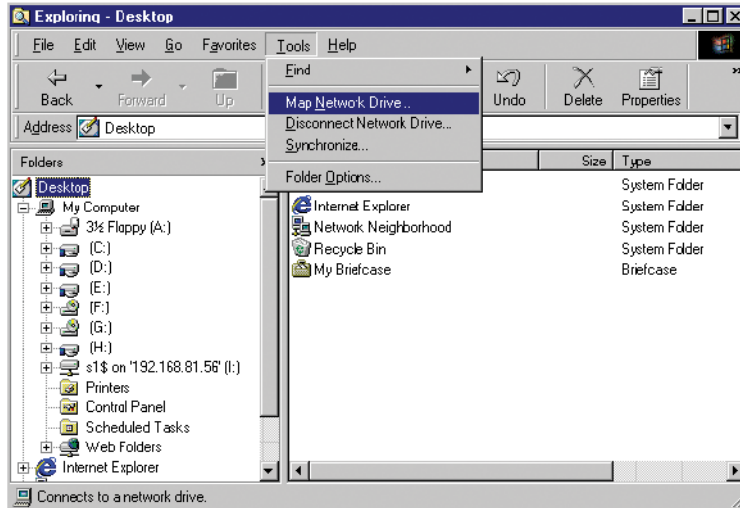 Exploring - Desktop
File Edit View Go Favorites Tools Help
Back Forward Up Undo Delete Properties
Find
Map Network Drive...
Disconnect Network Drive...
Synchronize...
Folder Options...
Address Desktop
Folders Size Type
Desktop System Folder
My Computer Internet Explorer System Folder
3½ Floppy (A:) Network Neighborhood System Folder
(C:) Recycle Bin System Folder
(D:) My Briefcase Briefcase
(E:)
(F:)
(G:)
(H:)
s1$ on '192.168.81.56' (I:)
Printers
Control Panel
Scheduled Tasks
Web Folders
Internet Explorer
Connects to a network drive.